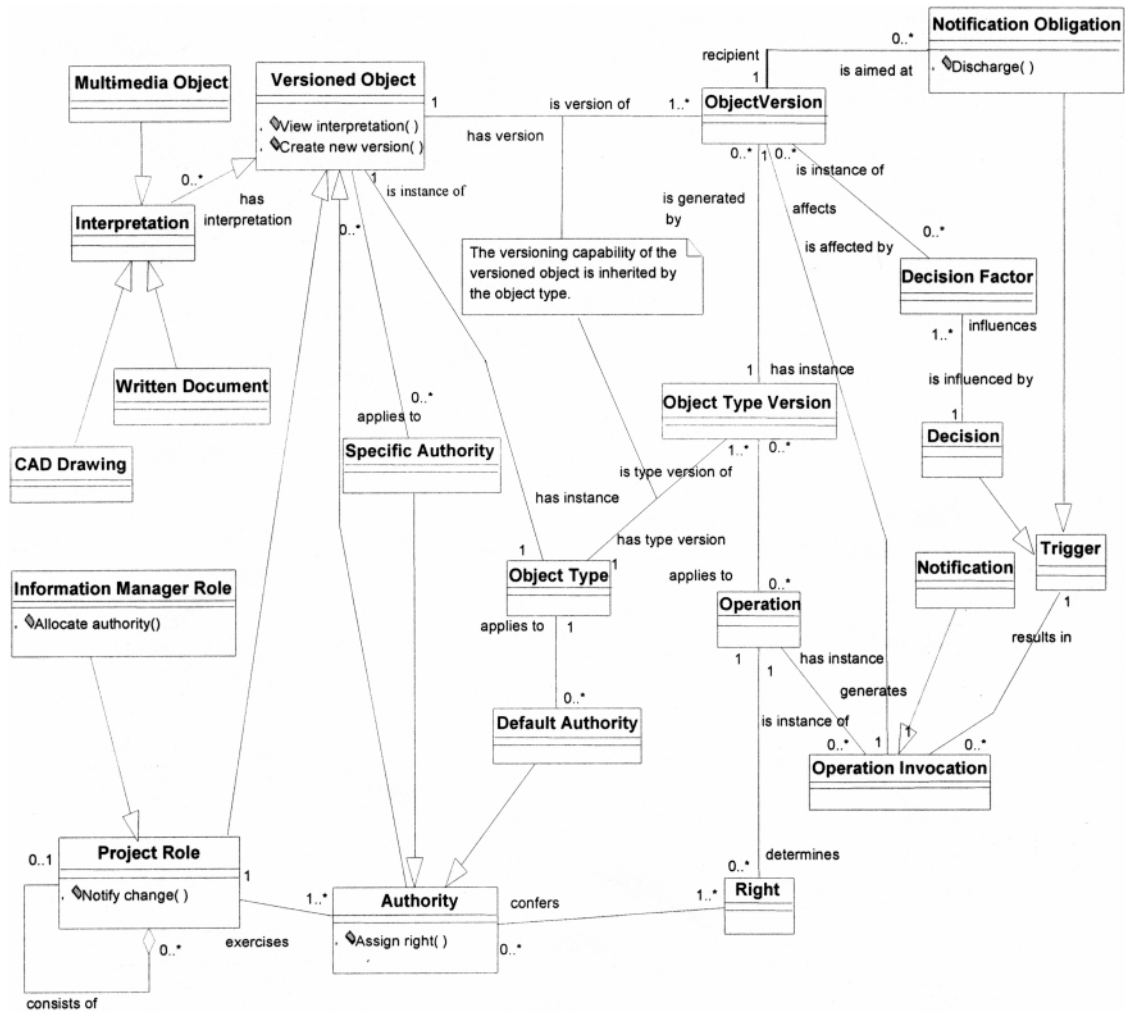 Notification Obligation
Discharge( )
0..*
recipient
is aimed at
1
Multi-media Object
Versioned Object
View interpretation( )
Create new version( )
1
is version of
1..*
has version
ObjectVersion
0..*
1
0..*
0..*
has
interpretation
1
is instance of
0..*
Interpretation
is generated
by
is instance of
affects
is affected by
0..*
The versioning capability of the
versioned object is inherited by
the object type.
Decision Factor
1..*
influences
is influenced by
1
Written Document
CAD Drawing
0..*
applies to
Specific Authority
1
has instance
Object Type Version
1..*
0..*
is type version of
has instance
has type version
Decision
1
1
Object Type
applies to
1
applies to
0..*
Operation
Trigger
1
Notification
results in
Information Manager Role
Allocate authority()
1
1
has instance
generates
is instance of
0..*
1
1
0..*
Operation Invocation
0..*
Default Authority
Project Role
Notify change( )
0..1
1
0..*
exercises
consists of
1..*
Authority
Assign right( )
confers
0..*
determines
0..*
1..*
Right